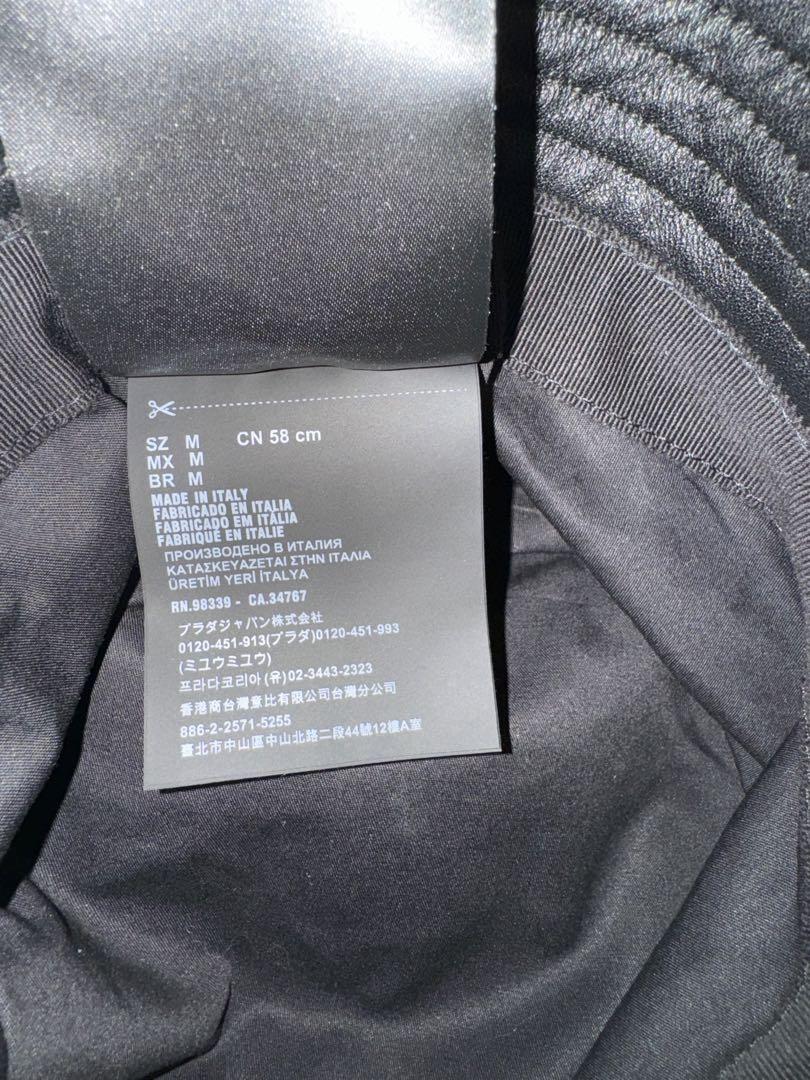 SZ M CN 58 cm
MX M
BR M
MADE IN ITALY
FABRICADO EN ITALIA
FABRICADO EM ITÁLIA
FABRIQUÉ EN ITALIE
ПРОИЗВОДЕНО В ИТАЛИЯ
ΚΑΤΑΣΚΕΥΑΖΕΤΑΙ ΣΤΗΝ ΙΤΑΛΙΑ
ÜRETİM YERİ İTALYA
RN.98339 - CA.34767
プラダジャパン株式会社
0120-451-913(プラダ)0120-451-993
(ミユウミユウ)
프라다코리아 (유)02-3443-2323
香港商台灣意比有限公司台灣分公司
886-2-2571-5255
臺北市中山區中山北路二段44號12樓A室